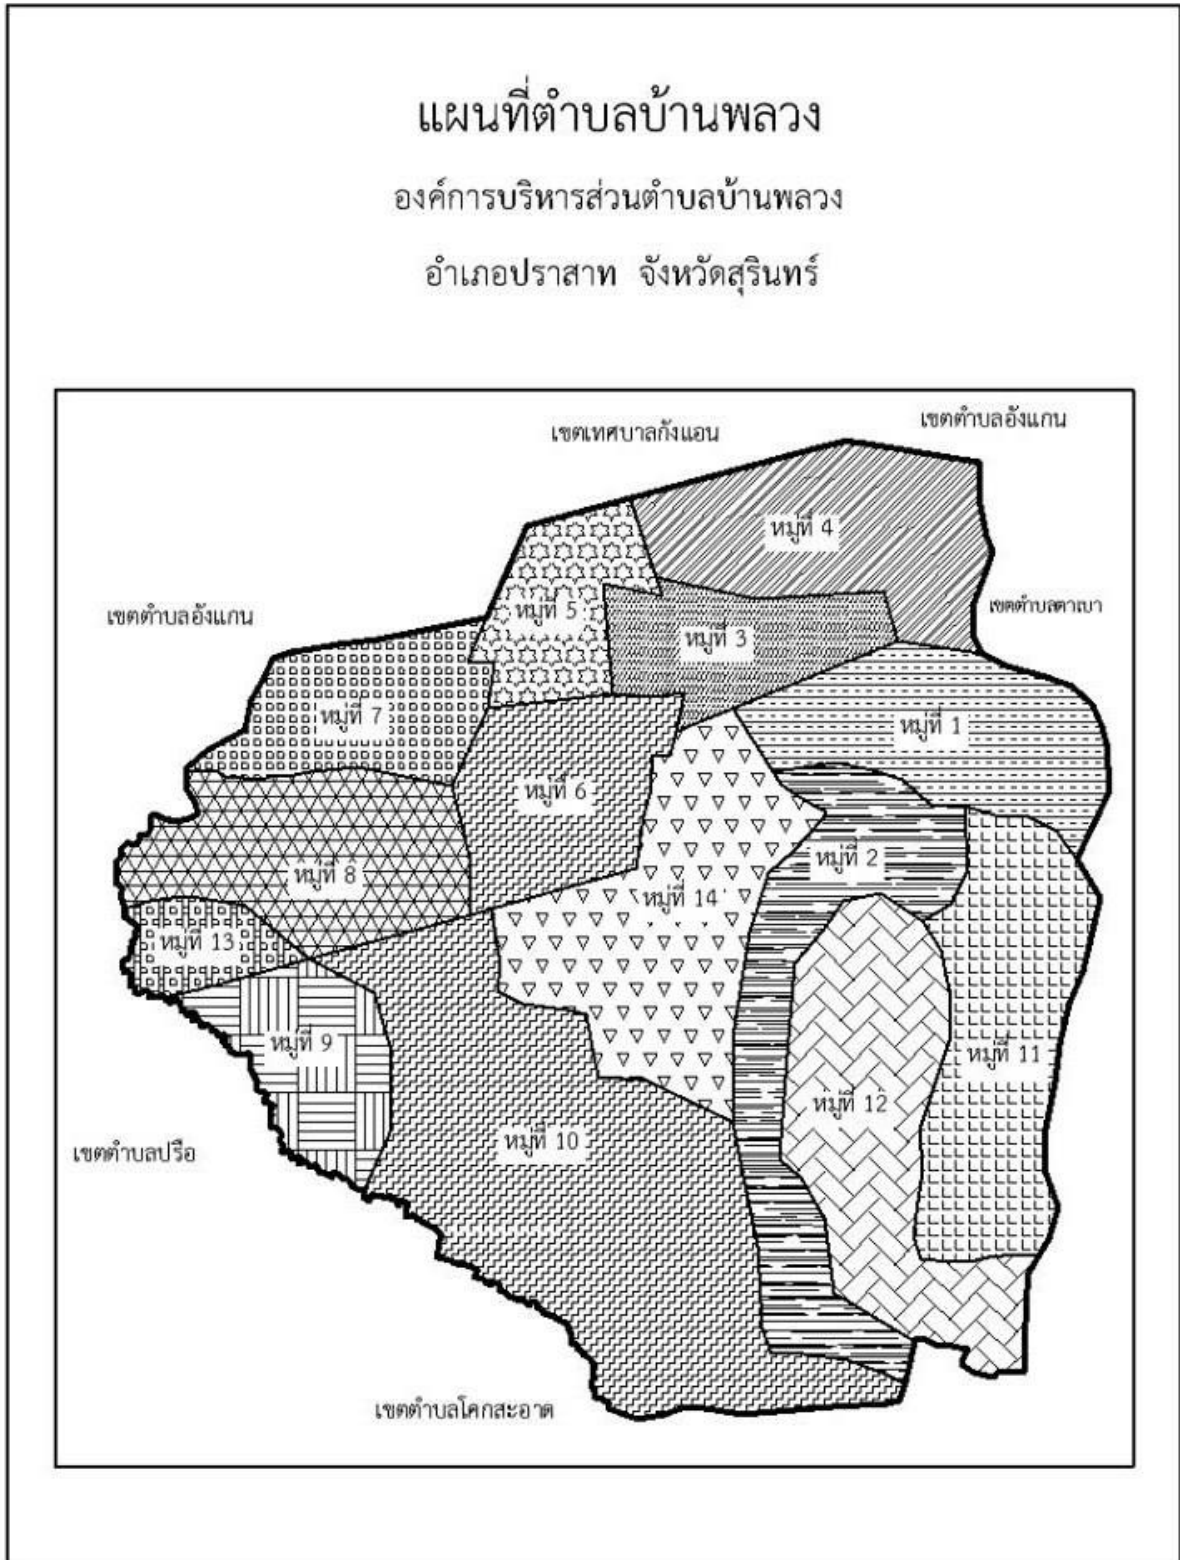 แผนที่ตำบลบ้านพลวง
องค์การบริหารส่วนตำบลบ้านพลวง
อำเภอปราสาท จังหวัดสุรินทร์
เขตตำบลอังแกน
เขตเทศบาลกังแอน
หมู่ที่ 4
เขตตำบลตาเบา
หมู่ที่ 5
เขตตำบลอังแกน
หมู่ที่ 3
หมู่ที่ 7
หมู่ที่ 1
หมู่ที่ 6
หมู่ที่ 2
หมู่ที่ 8
หมู่ที่ 14
หมู่ที่ 13
หมู่ที่ 9
หมู่ที่ 11
หมู่ที่ 12
หมู่ที่ 10
เขตตำบลปรือ
เขตตำบลโคกสะอาด